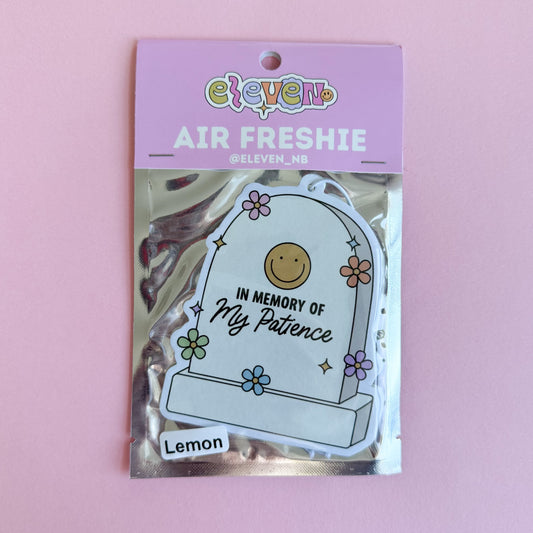 eleven
AIR FRESHIE
@ELEVEN_NB
IN MEMORY OF
My Patience
Lemon